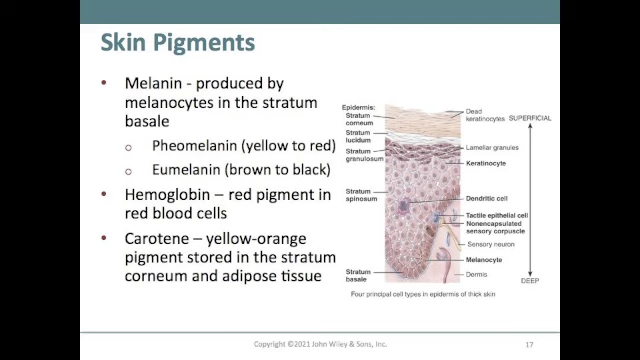 Skin Pigments
• Melanin - produced by
melanocytes in the stratum
basale
o Pheomelanin (yellow to red)
o Eumelanin (brown to black)
• Hemoglobin – red pigment in
red blood cells
• Carotene – yellow-orange
pigment stored in the stratum
corneum and adipose tissue
Epidermis:
Stratum
corneum
Stratum
lucidum
Stratum
granulosum
Stratum
spinosum
Stratum
basale
Dead
keratinocytes
SUPERFICIAL
Lamellar granules
Keratinocyte
Dendritic cell
Tactile epithelial cell
Nonencapsulated
sensory corpuscle
Sensory neuron
Melanocyte
Dermis
DEEP
Four principal cell types in epidermis of thick skin
Copyright ©2021 John Wiley & Sons, Inc.
17